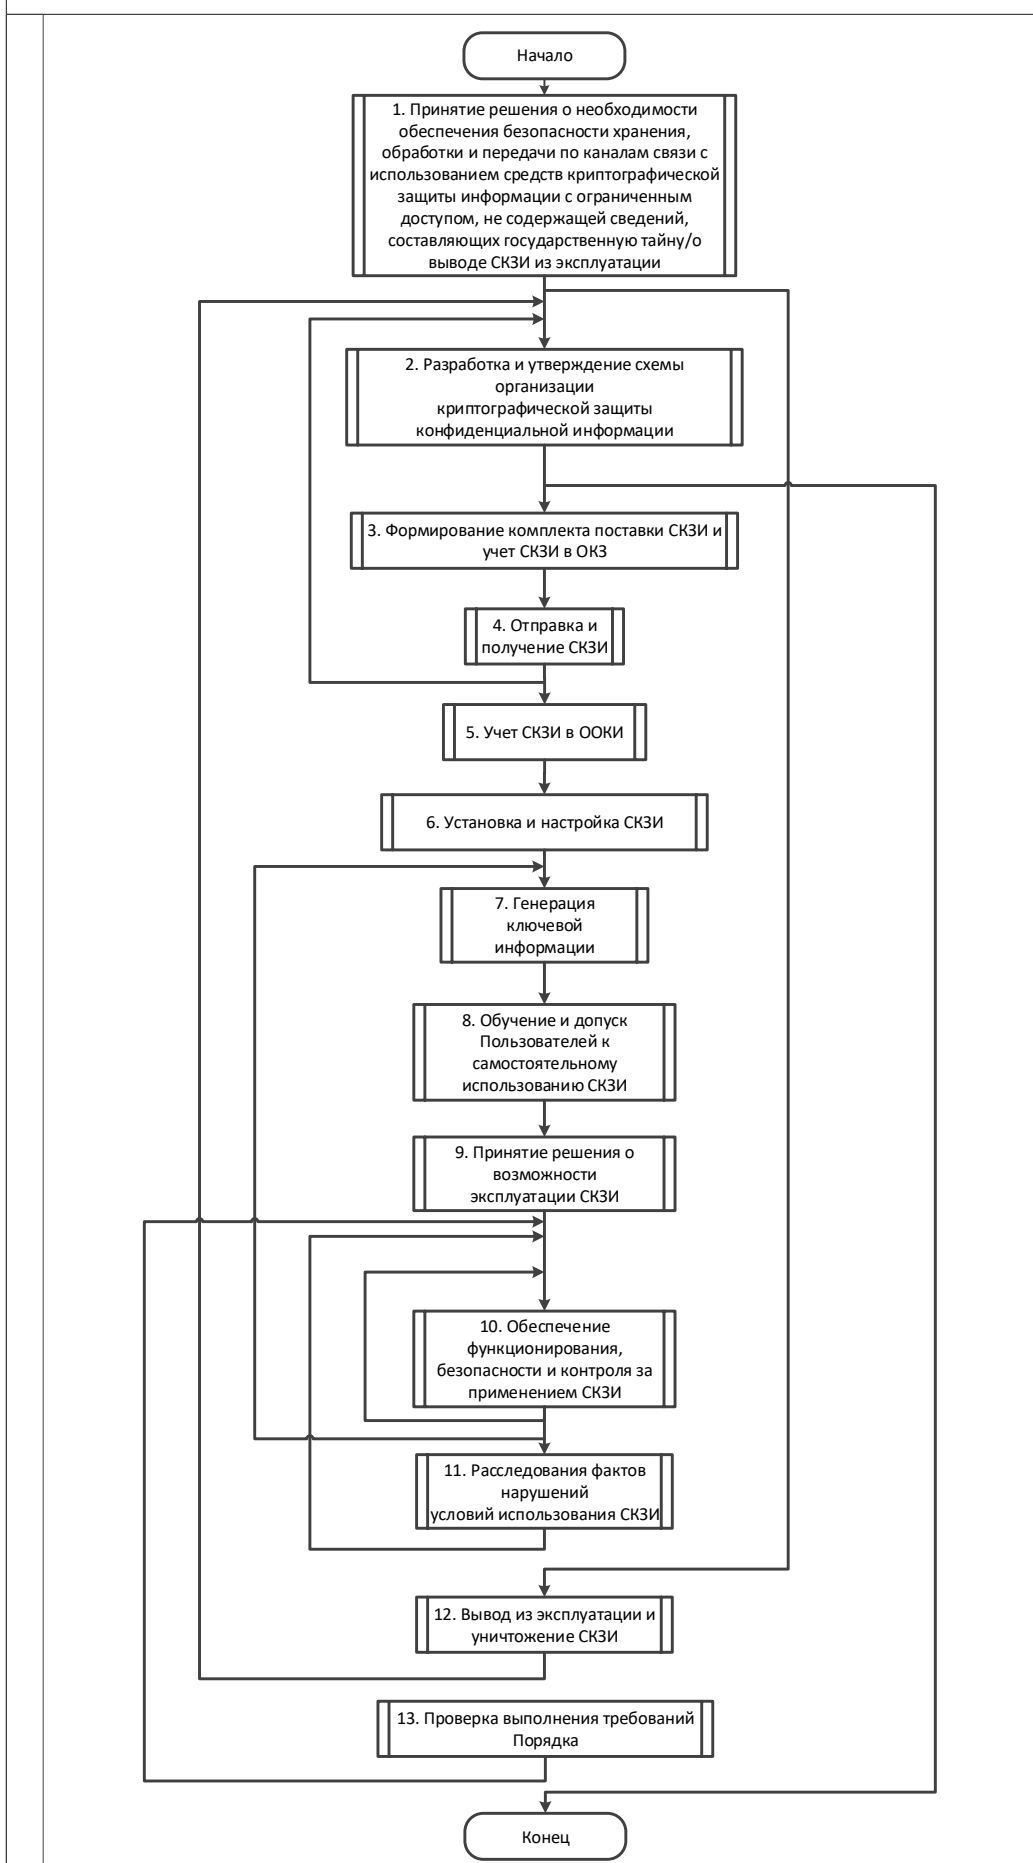 Начало
1. Принятие решения о необходимости
обеспечения безопасности хранения,
обработки и передачи по каналам связи с
использованием средств криптографической
защиты информации с ограниченным
доступом, не содержащей сведений,
составляющих государственную тайну/о
выводе СКЗИ из эксплуатации
2. Разработка и утверждение схемы
организации
криптографической защиты
конфиденциальной информации
3. Формирование комплекта поставки СКЗИ и
учет СКЗИ в ОКЗ
4. Отправка и
получение СКЗИ
5. Учет СКЗИ в ООКИ
6. Установка и настройка СКЗИ
7. Генерация
ключевой
информации
8. Обучение и допуск
Пользователей к
самостоятельному
использованию СКЗИ
9. Принятие решения о
возможности
эксплуатации СКЗИ
10. Обеспечение
функционирования,
безопасности и контроля за
применением СКЗИ
11. Расследования фактов
нарушений
условий использования СКЗИ
12. Вывод из эксплуатации и
уничтожение СКЗИ
13. Проверка выполнения требований
Порядка
Конец